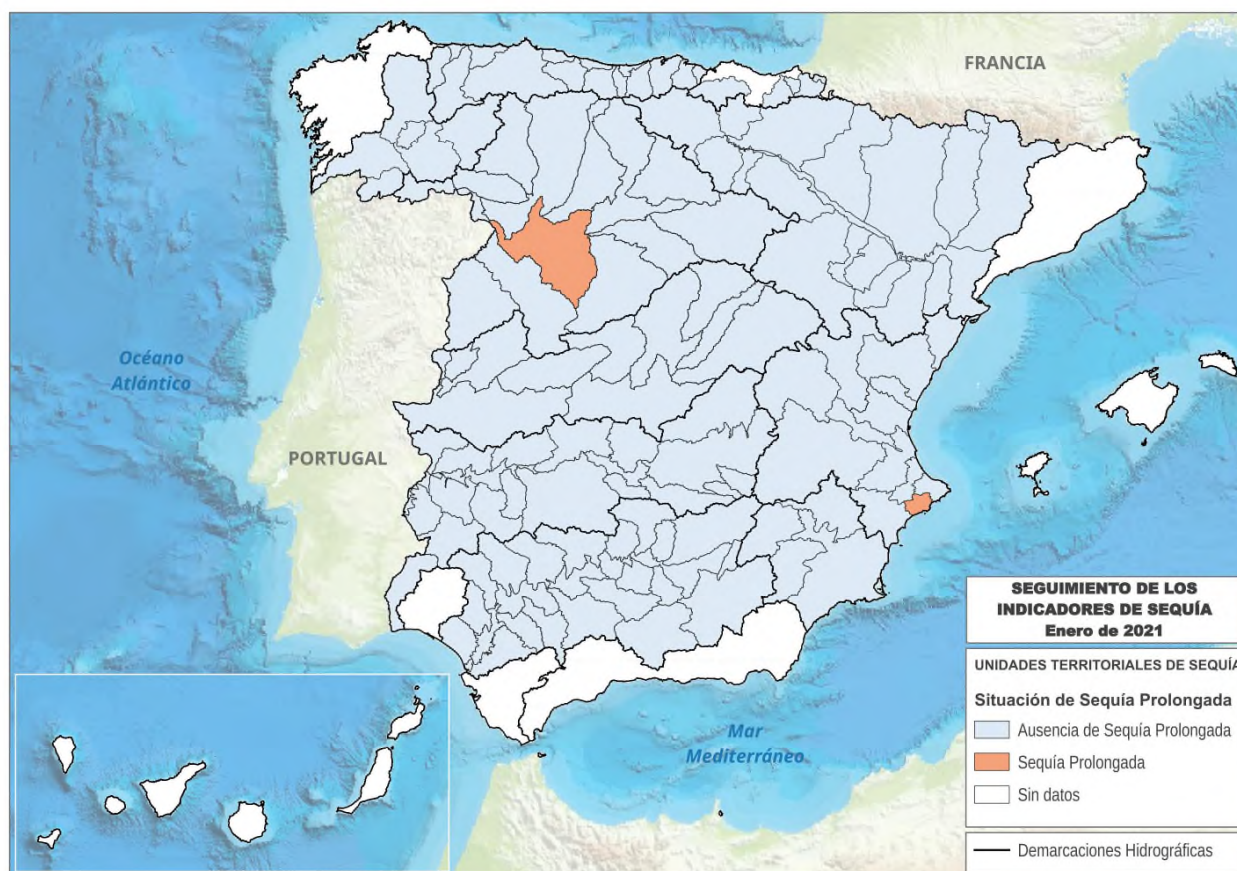 FRANCIA
Océano
Atlántico
PORTUGAL
Mar
Mediterráneo
SEGUIMIENTO DE LOS
INDICADORES DE SEQUÍA
Enero de 2021
UNIDADES TERRITORIALES DE SEQUÍA
Situación de Sequía Prolongada
Ausencia de Sequía Prolongada
Sequía Prolongada
Sin datos
Demarcaciones Hidrográficas